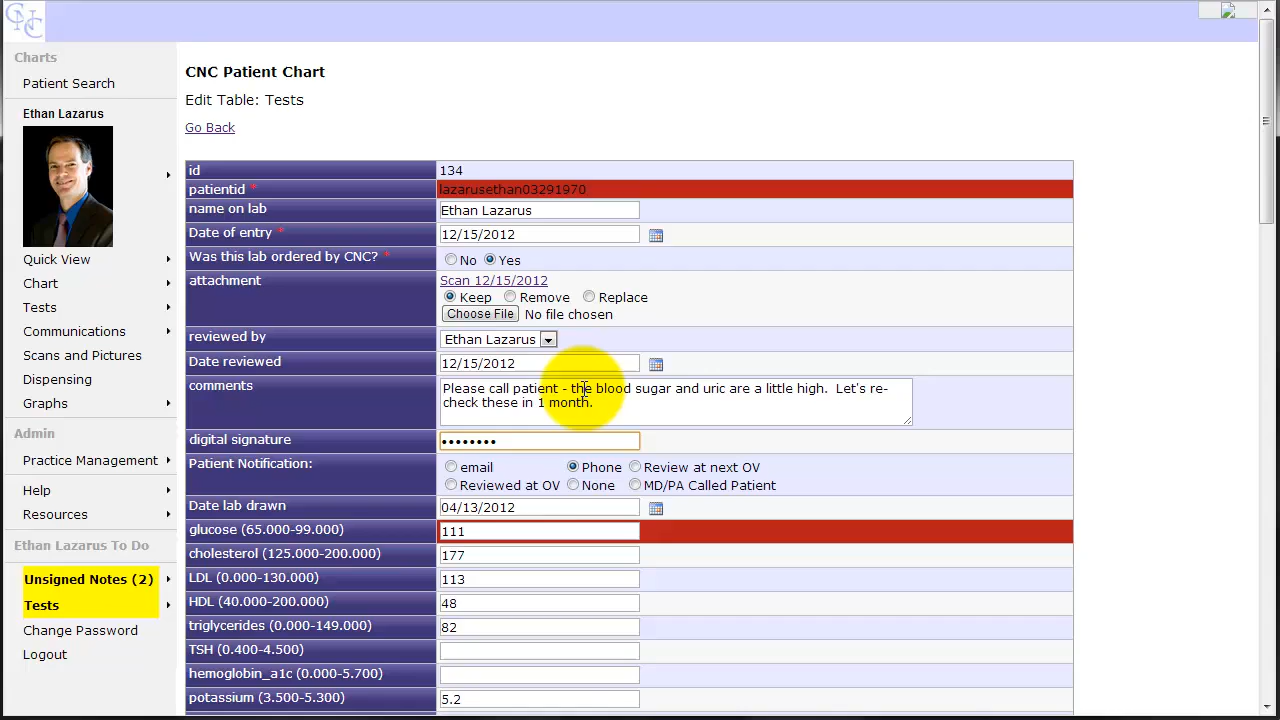 CNC
Charts
Patient Search
Ethan Lazarus
Quick View
Chart
Tests
Communications
Scans and Pictures
Dispensing
Graphs
Admin
Practice Management
Help
Resources
Ethan Lazarus To Do
Unsigned Notes (2)
Tests
Change Password
Logout
CNC Patient Chart
Edit Table: Tests
Go Back
id 134
patientid * lazarusethan03291970
name on lab Ethan Lazarus
Date of entry * 12/15/2012
Was this lab ordered by CNC? * No Yes
attachment Scan 12/15/2012
Keep Remove Replace
Choose File No file chosen
reviewed by Ethan Lazarus
Date reviewed 12/15/2012
comments Please call patient - the blood sugar and uric are a little high. Let's re-
check these in 1 month.
digital signature ••••••••
Patient Notification: email Phone Review at next OV
Reviewed at OV None MD/PA Called Patient
Date lab drawn 04/13/2012
glucose (65.000-99.000) 111
cholesterol (125.000-200.000) 177
LDL (0.000-130.000) 113
HDL (40.000-200.000) 48
triglycerides (0.000-149.000) 82
TSH (0.400-4.500)
hemoglobin_a1c (0.000-5.700)
potassium (3.500-5.300) 5.2